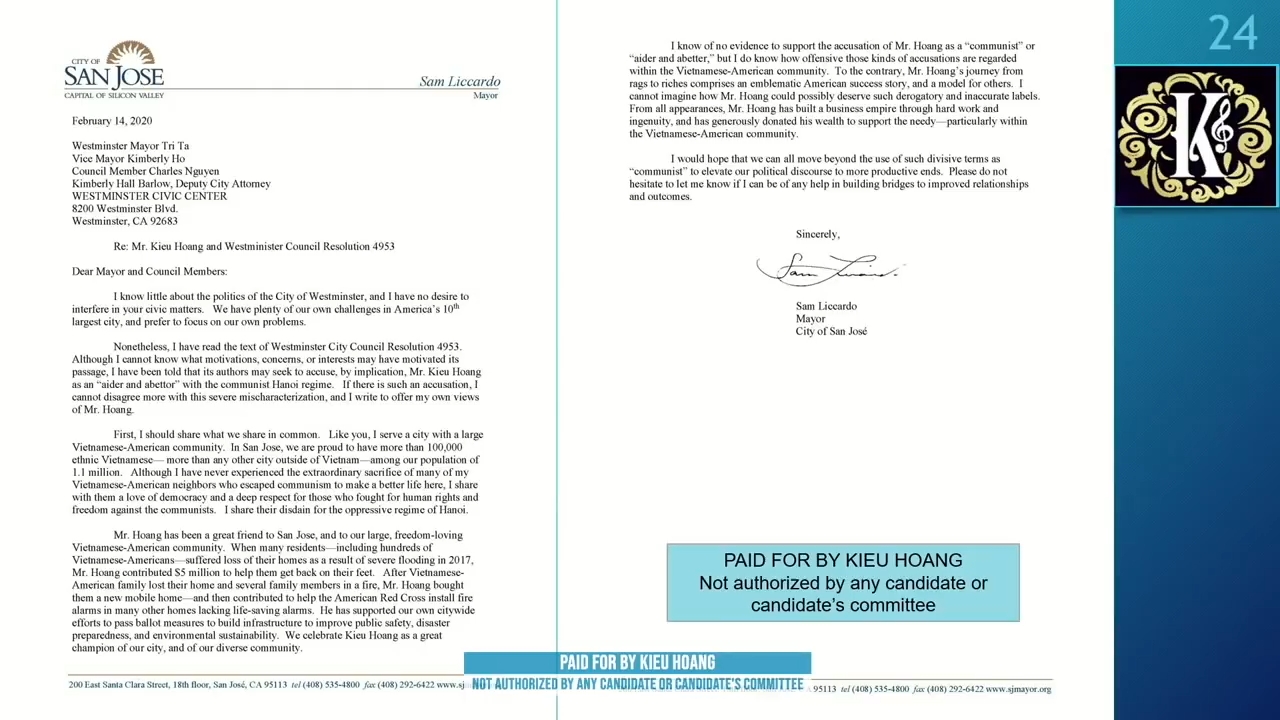 CITY OF
SAN JOSE
CAPITAL OF SILICON VALLEY
Sam Liccardo
Mayor
February 14, 2020
Westminster Mayor Tri Ta
Vice Mayor Kimberly Ho
Council Member Charles Nguyen
Kimberly Hall Barlow, Deputy City Attorney
WESTMINSTER CIVIC CENTER
8200 Westminster Blvd.
Westminster, CA 92683
Re: Mr. Kieu Hoang and Westminister Council Resolution 4953
Dear Mayor and Council Members:
I know little about the politics of the City of Westminster, and I have no desire to
interfere in your civic matters. We have plenty of our own challenges in America's 10th
largest city, and prefer to focus on our own problems.
Nonetheless, I have read the text of Westminster City Council Resolution 4953.
Although I cannot know what motivations, concerns, or interests may have motivated its
passage, I have been told that its authors may seek to accuse, by implication, Mr. Kieu Hoang
as an “aider and abettor” with the communist Hanoi regime. If there is such an accusation, I
cannot disagree more with this severe mischaracterization, and I write to offer my own views
of Mr. Hoang.
First, I should share what we share in common. Like you, I serve a city with a large
Vietnamese-American community. In San Jose, we are proud to have more than 100,000
ethnic Vietnamese— more than any other city outside of Vietnam—among our population of
1.1 million. Although I have never experienced the extraordinary sacrifice of many of my
Vietnamese-American neighbors who escaped communism to make a better life here, I share
with them a love of democracy and a deep respect for those who fought for human rights and
freedom against the communists. I share their disdain for the oppressive regime of Hanoi.
Mr. Hoang has been a great friend to San Jose, and to our large, freedom-loving
Vietnamese-American community. When many residents—including hundreds of
Vietnamese-Americans—suffered loss of their homes as a result of severe flooding in 2017,
Mr. Hoang contributed $5 million to help them get back on their feet. After Vietnamese-
American family lost their home and several family members in a fire, Mr. Hoang bought
them a new mobile home—and then contributed to help the American Red Cross install fire
alarms in many other homes lacking life-saving alarms. He has supported our own citywide
efforts to pass ballot measures to build infrastructure to improve public safety, disaster
preparedness, and environmental sustainability. We celebrate Kieu Hoang as a great
champion of our city, and of our diverse community.
200 East Santa Clara Street, 18th floor, San José, CA 95113 tel (408) 535-4800 fax (408) 292-6422 www.sj
I know of no evidence to support the accusation of Mr. Hoang as a “communist” or
“aider and abetter,” but I do know how offensive those kinds of accusations are regarded
within the Vietnamese-American community. To the contrary, Mr. Hoang's journey from
rags to riches comprises an emblematic American success story, and a model for others. I
cannot imagine how Mr. Hoang could possibly deserve such derogatory and inaccurate labels.
From all appearances, Mr. Hoang has built a business empire through hard work and
ingenuity, and has generously donated his wealth to support the needy—particularly within
the Vietnamese-American community.
I would hope that we can all move beyond the use of such divisive terms as
“communist” to elevate our political discourse to more productive ends. Please do not
hesitate to let me know if I can be of any help in building bridges to improved relationships
and outcomes.
Sincerely,
Sam Liccardo
Mayor
City of San José
PAID FOR BY KIEU HOANG
Not authorized by any candidate or
candidate's committee
PAID FOR BY KIEU HOANG
NOT AUTHORIZED BY ANY CANDIDATE OR CANDIDATE'S COMMITTEE
95113 tel (408) 535-4800 fax (408) 292-6422 www.sjmayor.org
24
K